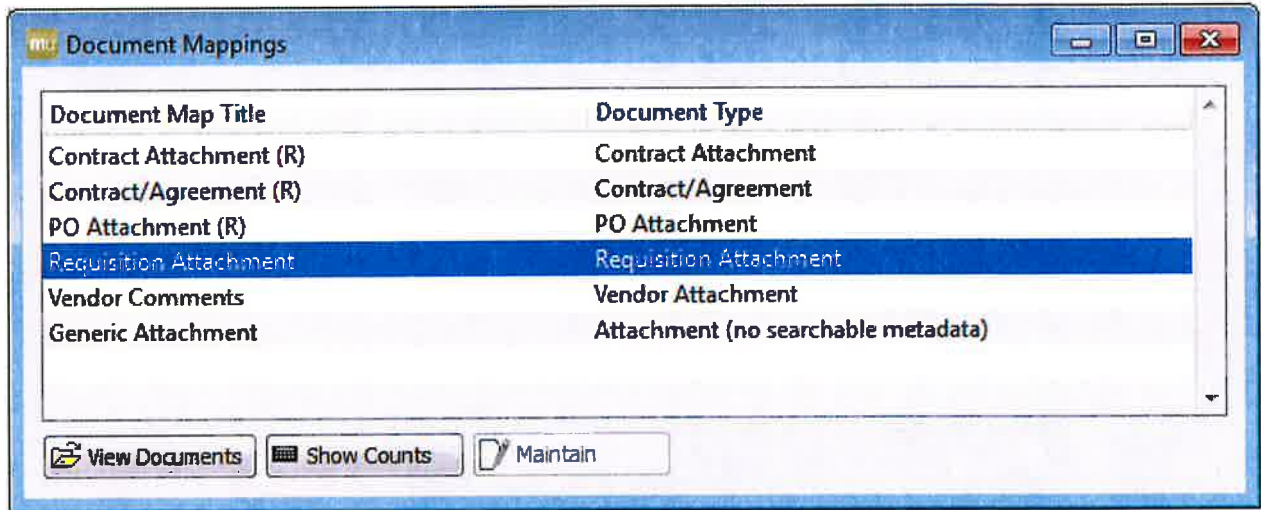 mu Document Mappings
Document Map Title Document Type
Contract Attachment (R) Contract Attachment
Contract/Agreement (R) Contract/Agreement
PO Attachment (R) PO Attachment
Requisition Attachment Requisition Attachment
Vendor Comments Vendor Attachment
Generic Attachment Attachment (no searchable metadata)
View Documents Show Counts Maintain